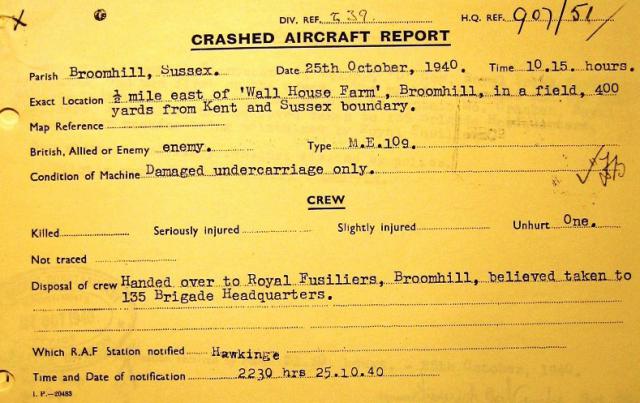 DIV. REF. E 39. H.Q. REF. 907/51
CRASHED AIRCRAFT REPORT
Parish Broomhill, Sussex. Date 25th October, 1940. Time 10.15. hours.
Exact Location ½ mile east of 'Wall House Farm', Broomhill, in a field, 400
yards from Kent and Sussex boundary.
Map Reference
British, Allied or Enemy enemy. Type M.E.109.
Condition of Machine Damaged undercarriage only.
CREW
Killed Seriously injured Slightly injured Unhurt One.
Not traced
Disposal of crew Handed over to Royal Fusiliers, Broomhill, believed taken to
135 Brigade Headquarters.
Which R.A.F Station notified Hawkinge
Time and Date of notification 2230 hrs 25.10.40
I. P.—20483